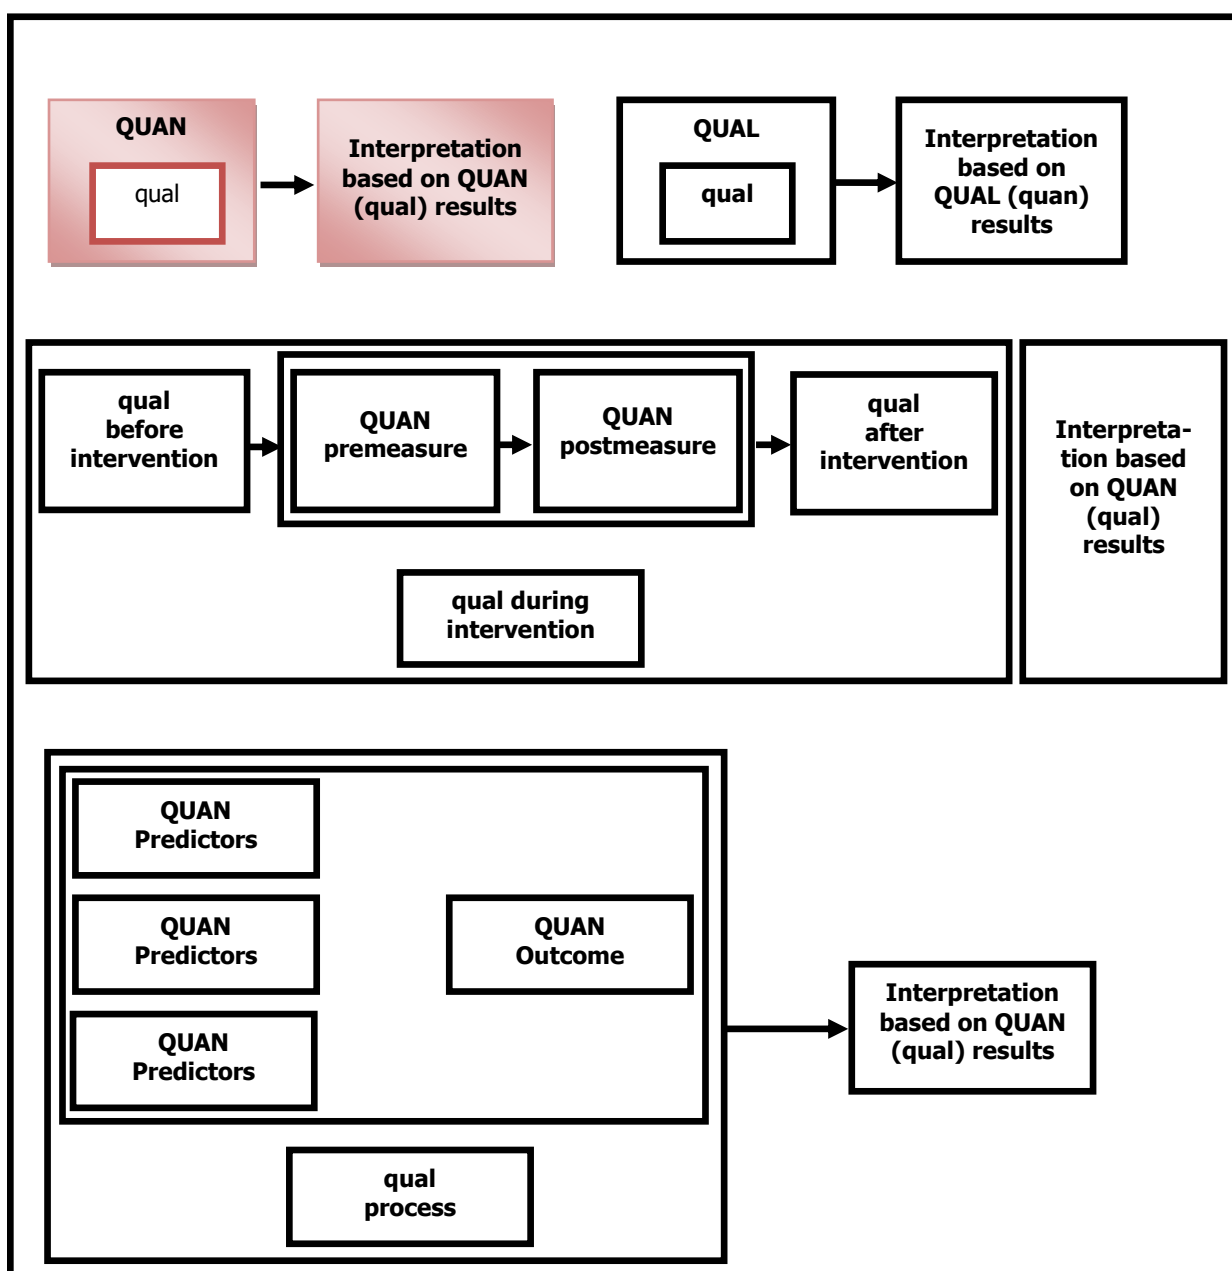 QUAN
qual
Interpretation
based on QUAN
(qual) results
QUAL
qual
Interpretation
based on
QUAL (quan)
results
qual
before
intervention
QUAN
premeasure
QUAN
postmeasure
qual
after
intervention
Interpreta-
tion based
on QUAN
(qual)
results
qual during
intervention
QUAN
Predictors
QUAN
Predictors
QUAN
Outcome
QUAN
Predictors
Interpretation
based on QUAN
(qual) results
qual
process